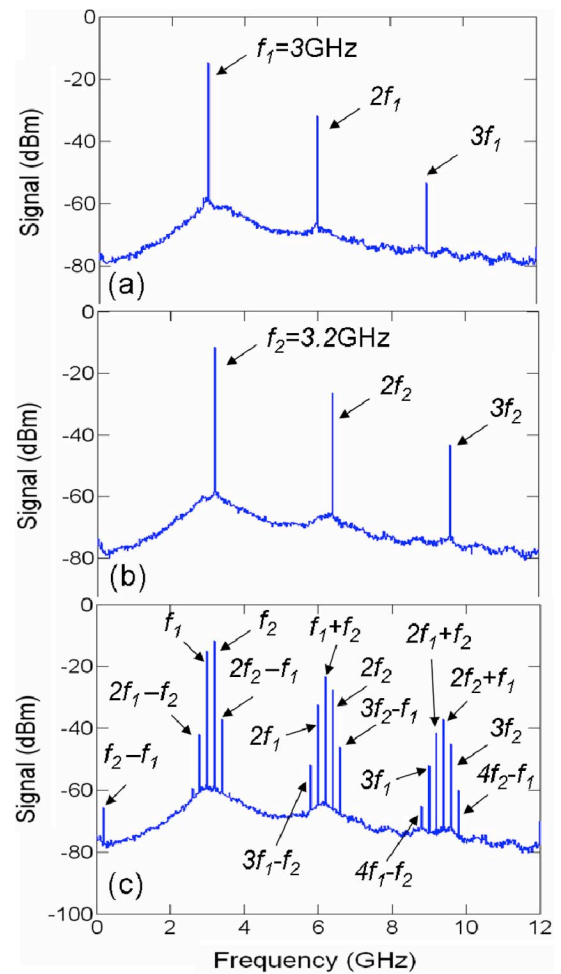 0
-20
-40
-60
-80
Signal (dBm)
f1=3GHz
2f1
3f1
(a)
0
-20
-40
-60
-80
Signal (dBm)
f2=3.2GHz
2f2
3f2
(b)
0
-20
-40
-60
-80
-100
Signal (dBm)
f1
f2
f1+f2
2f1+f2
2f1−f2
2f2−f1
2f2
2f2+f1
f2−f1
2f1
3f2-f1
3f2
3f1
4f2-f1
3f1-f2
4f1-f2
(c)
0 2 4 6 8 10 12
Frequency (GHz)